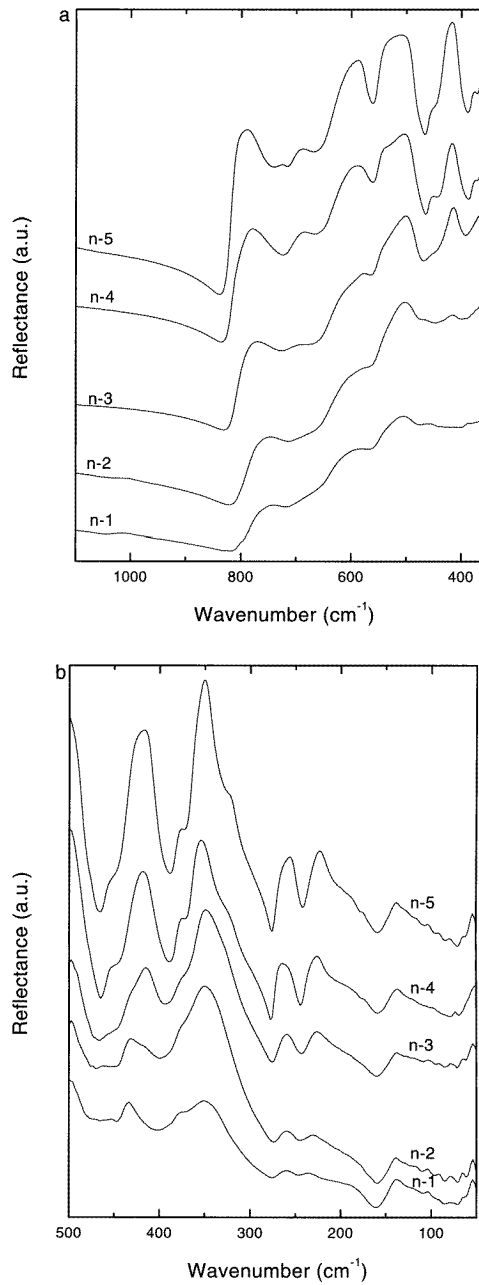 a
Reflectance (a.u.)
n-5
n-4
n-3
n-2
n-1
1000 800 600 400
Wavenumber (cm⁻¹)
b
Reflectance (a.u.)
n-5
n-4
n-3
n-2
n-1
500 400 300 200 100
Wavenumber (cm⁻¹)